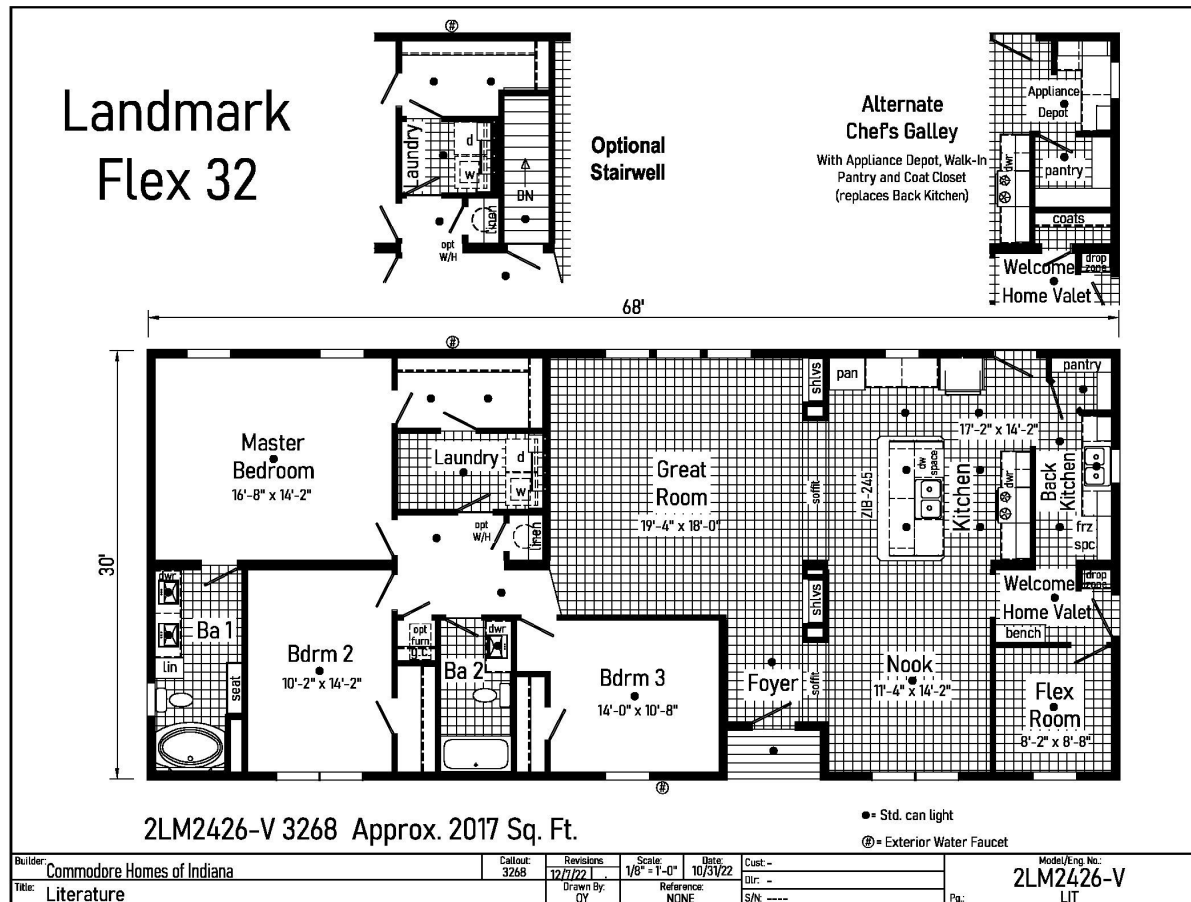 Landmark
Flex 32
Optional
Stairwell
Laundry
d
w
linen
DN
opt
W/H
#
Alternate
Chef's Galley
With Appliance Depot, Walk-In
Pantry and Coat Closet
(replaces Back Kitchen)
Appliance
Depot
dwr
pantry
coats
Welcome
Home Valet
drop
zone
68'
30'
#
Master
Bedroom
16'-8" x 14'-2"
Laundry
d
w
opt
W/H
linen
Great
Room
19'-4" x 18'-0"
shlvs
soffit
shlvs
soffit
pan
17'-2" x 14'-2"
ZIB-245
dw
space
Kitchen
dwr
pantry
Back
Kitchen
frz
spc
Welcome
Home Valet
drop
zone
bench
dwr
Ba 1
lin
seat
Bdrm 2
10'-2" x 14'-2"
opt
furn
o.c.
dwr
Ba 2
Bdrm 3
14'-0" x 10'-8"
Foyer
Nook
11'-4" x 14'-2"
Flex
Room
8'-2" x 8'-8"
#
2LM2426-V 3268 Approx. 2017 Sq. Ft.
= Std. can light
# = Exterior Water Faucet
Builder: Commodore Homes of Indiana
Title: Literature
Callout:
3268
Revisions
12/7/22
Scale:
1/8" = 1'-0"
Date:
10/31/22
Drawn By:
OY
Reference:
NONE
Cust: -
Dlr: -
S/N: ----
Model/Eng. No.:
2LM2426-V
Pg.: LIT